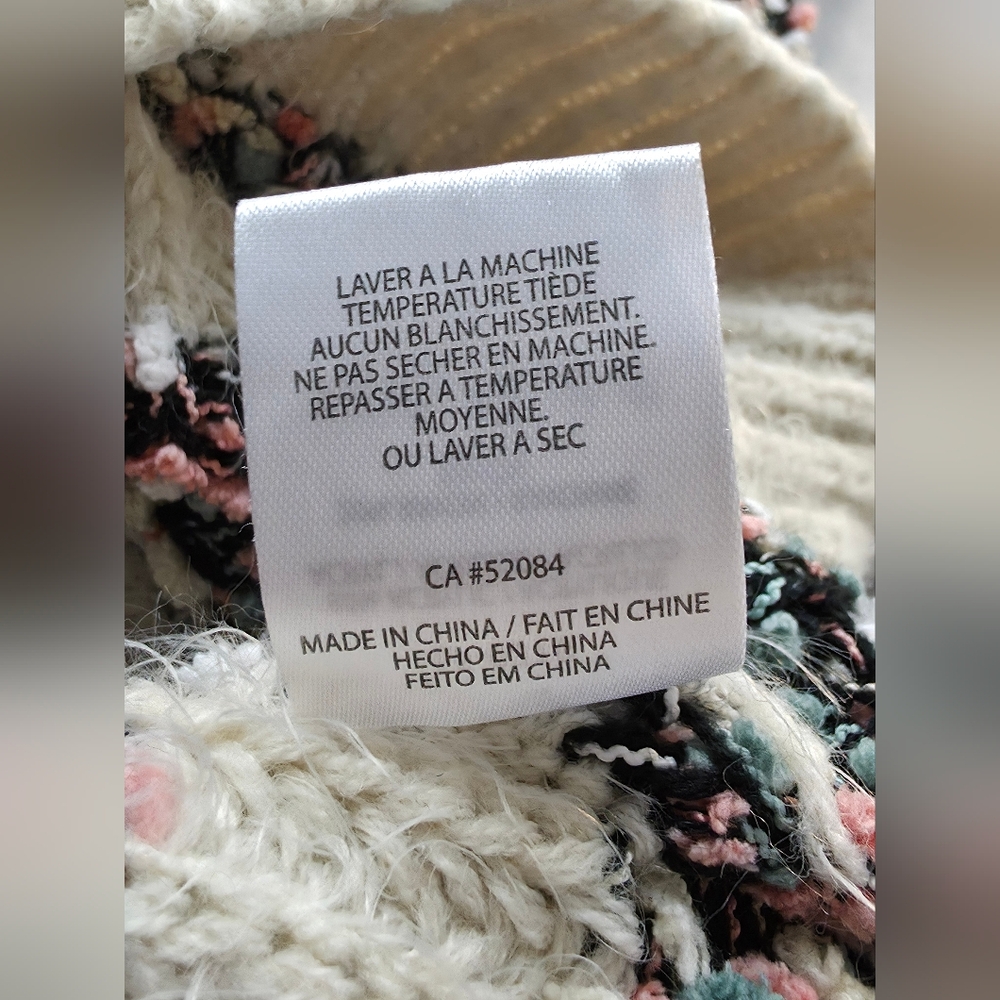 LAVER A LA MACHINE
TEMPERATURE TIÈDE
AUCUN BLANCHISSEMENT.
NE PAS SECHER EN MACHINE.
REPASSER A TEMPERATURE
MOYENNE.
OU LAVER A SEC
CA #52084
MADE IN CHINA / FAIT EN CHINE
HECHO EN CHINA
FEITO EM CHINA